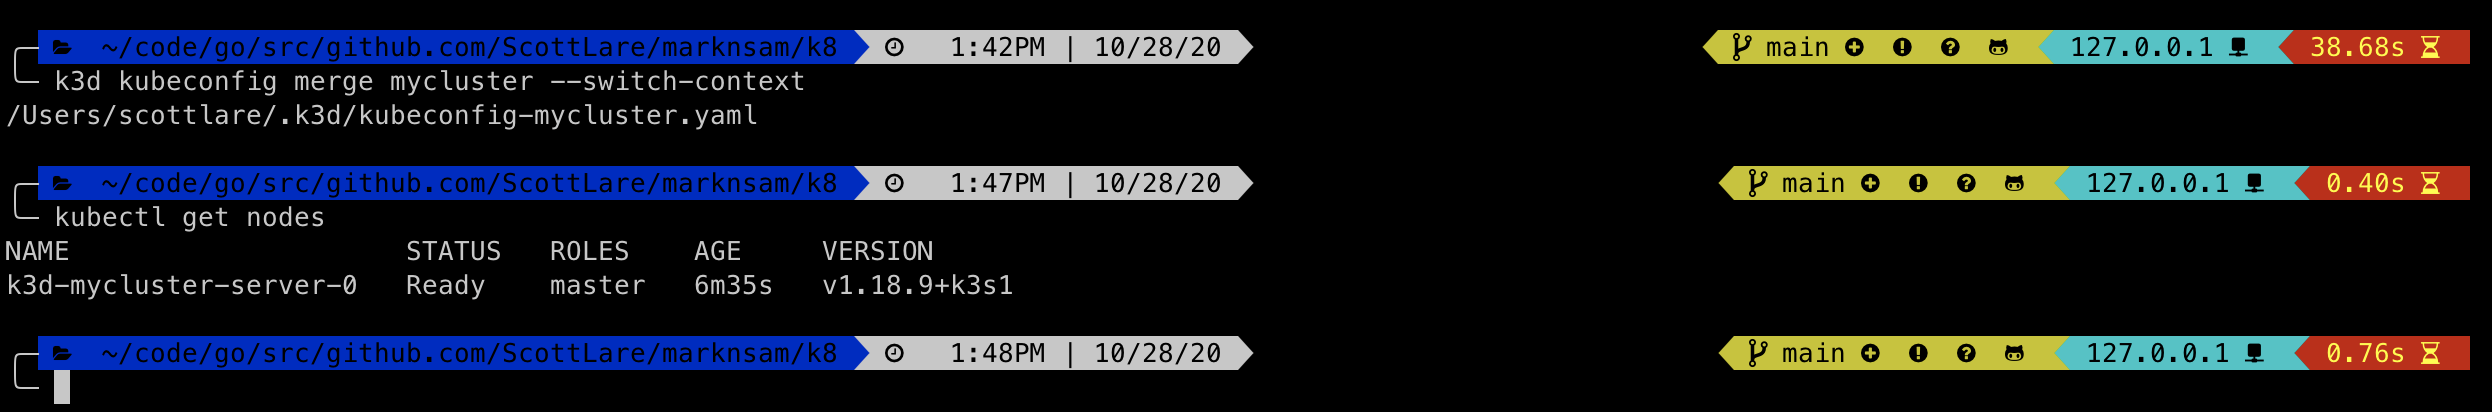 ~/code/go/src/github.com/ScottLare/marknsam/k8 1:42PM | 10/28/20 main 127.0.0.1 38.68s
k3d kubeconfig merge mycluster --switch-context
/Users/scottlare/.k3d/kubeconfig-mycluster.yaml
~/code/go/src/github.com/ScottLare/marknsam/k8 1:47PM | 10/28/20 main 127.0.0.1 0.40s
kubectl get nodes
NAME STATUS ROLES AGE VERSION
k3d-mycluster-server-0 Ready master 6m35s v1.18.9+k3s1
~/code/go/src/github.com/ScottLare/marknsam/k8 1:48PM | 10/28/20 main 127.0.0.1 0.76s